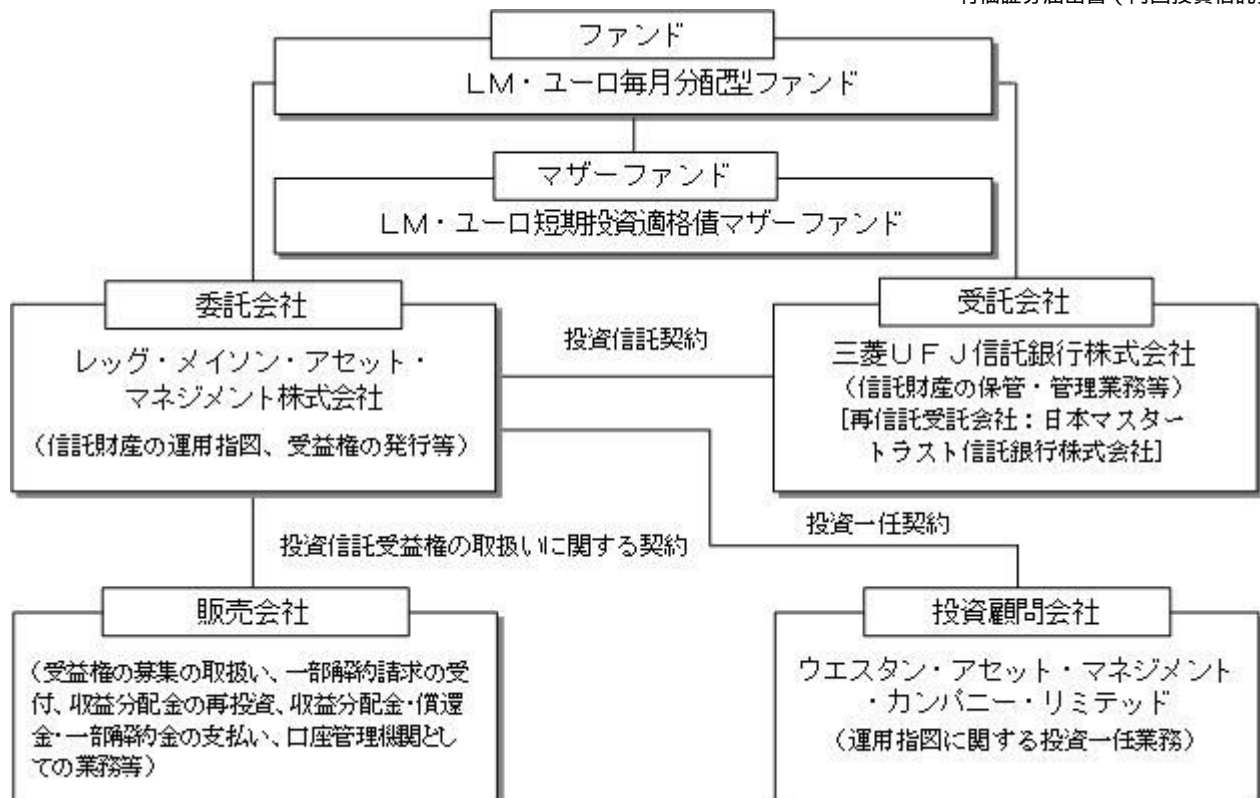 ファンド
LM・ユーロ毎月分配型ファンド
マザーファンド
LM・ユーロ短期投資適格債マザーファンド
委託会社
レッグ・メイソン・アセット・
マネジメント株式会社
(信託財産の運用指図、受益権の発行等)
投資信託契約
受託会社
三菱UFJ信託銀行株式会社
(信託財産の保管・管理業務等)
[再信託受託会社:日本マスター
トラスト信託銀行株式会社]
投資信託受益権の取扱いに関する契約
投資一任契約
販売会社
(受益権の募集の取扱い、一部解約請求の受
付、収益分配金の再投資、収益分配金・償還
金・一部解約金の支払い、口座管理機関とし
ての業務等)
投資顧問会社
ウエスタン・アセット・マネジメント
・カンパニー・リミテッド
(運用指図に関する投資一任業務)